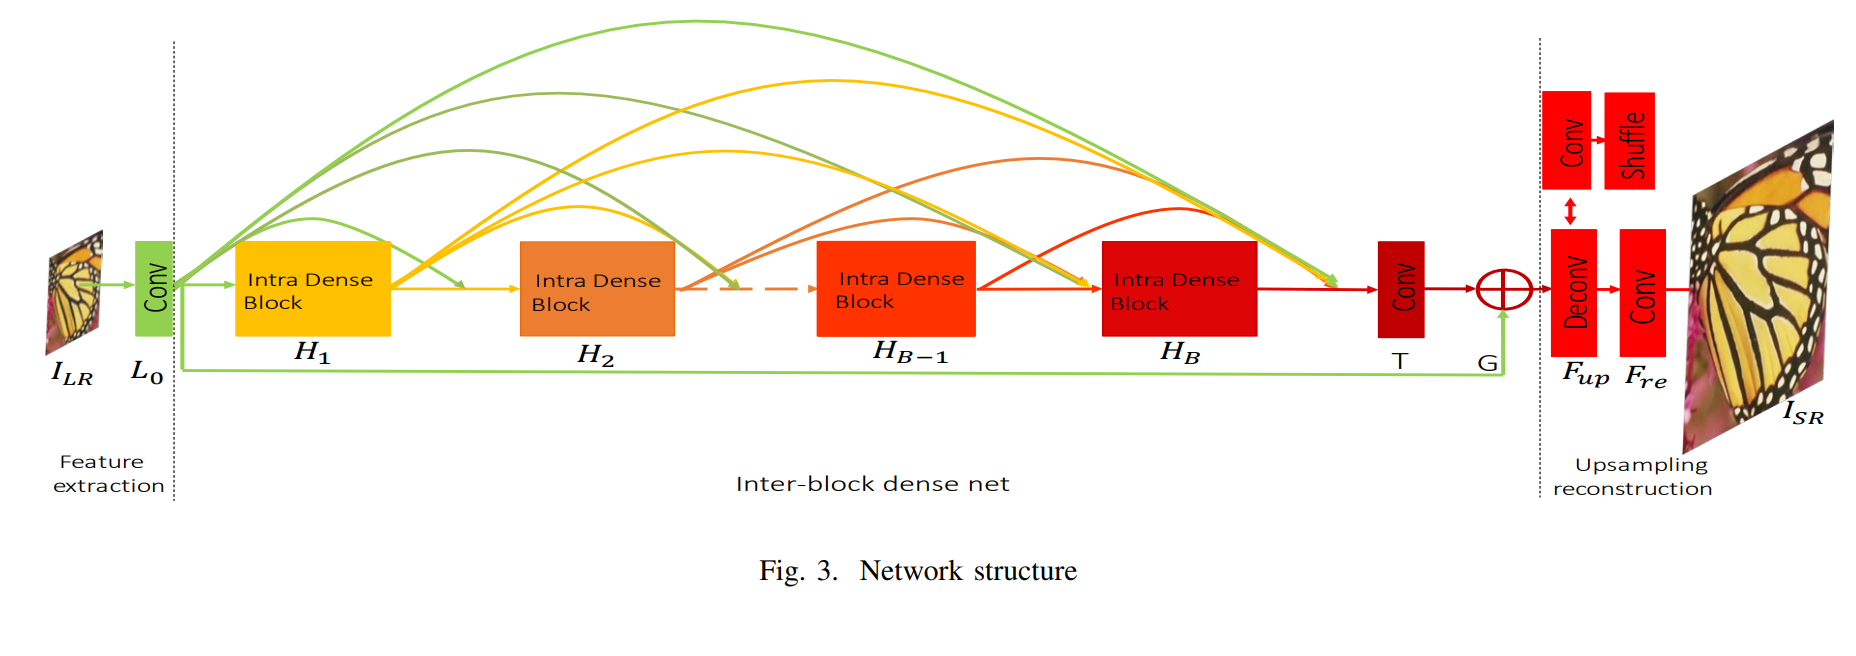 Conv
Shuffle
Conv
Intra Dense
Block
Intra Dense
Block
Intra Dense
Block
Intra Dense
Block
Conv
Deconv
Conv
I_{LR}
L_0
H_1
H_2
H_{B-1}
H_B
T
G
F_{up}
F_{re}
I_{SR}
Feature
extraction
Inter-block dense net
Upsampling
reconstruction
Fig. 3. Network structure